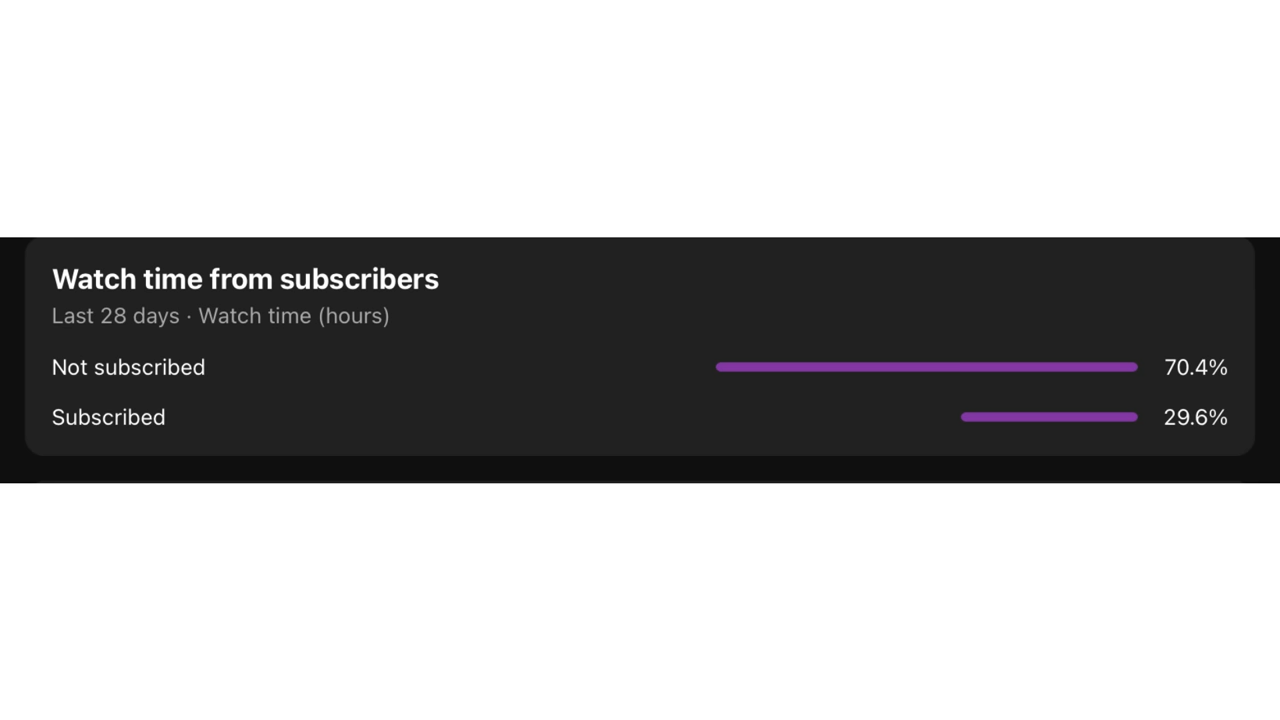 Watch time from subscribers
Last 28 days · Watch time (hours)
Not subscribed 70.4%
Subscribed 29.6%